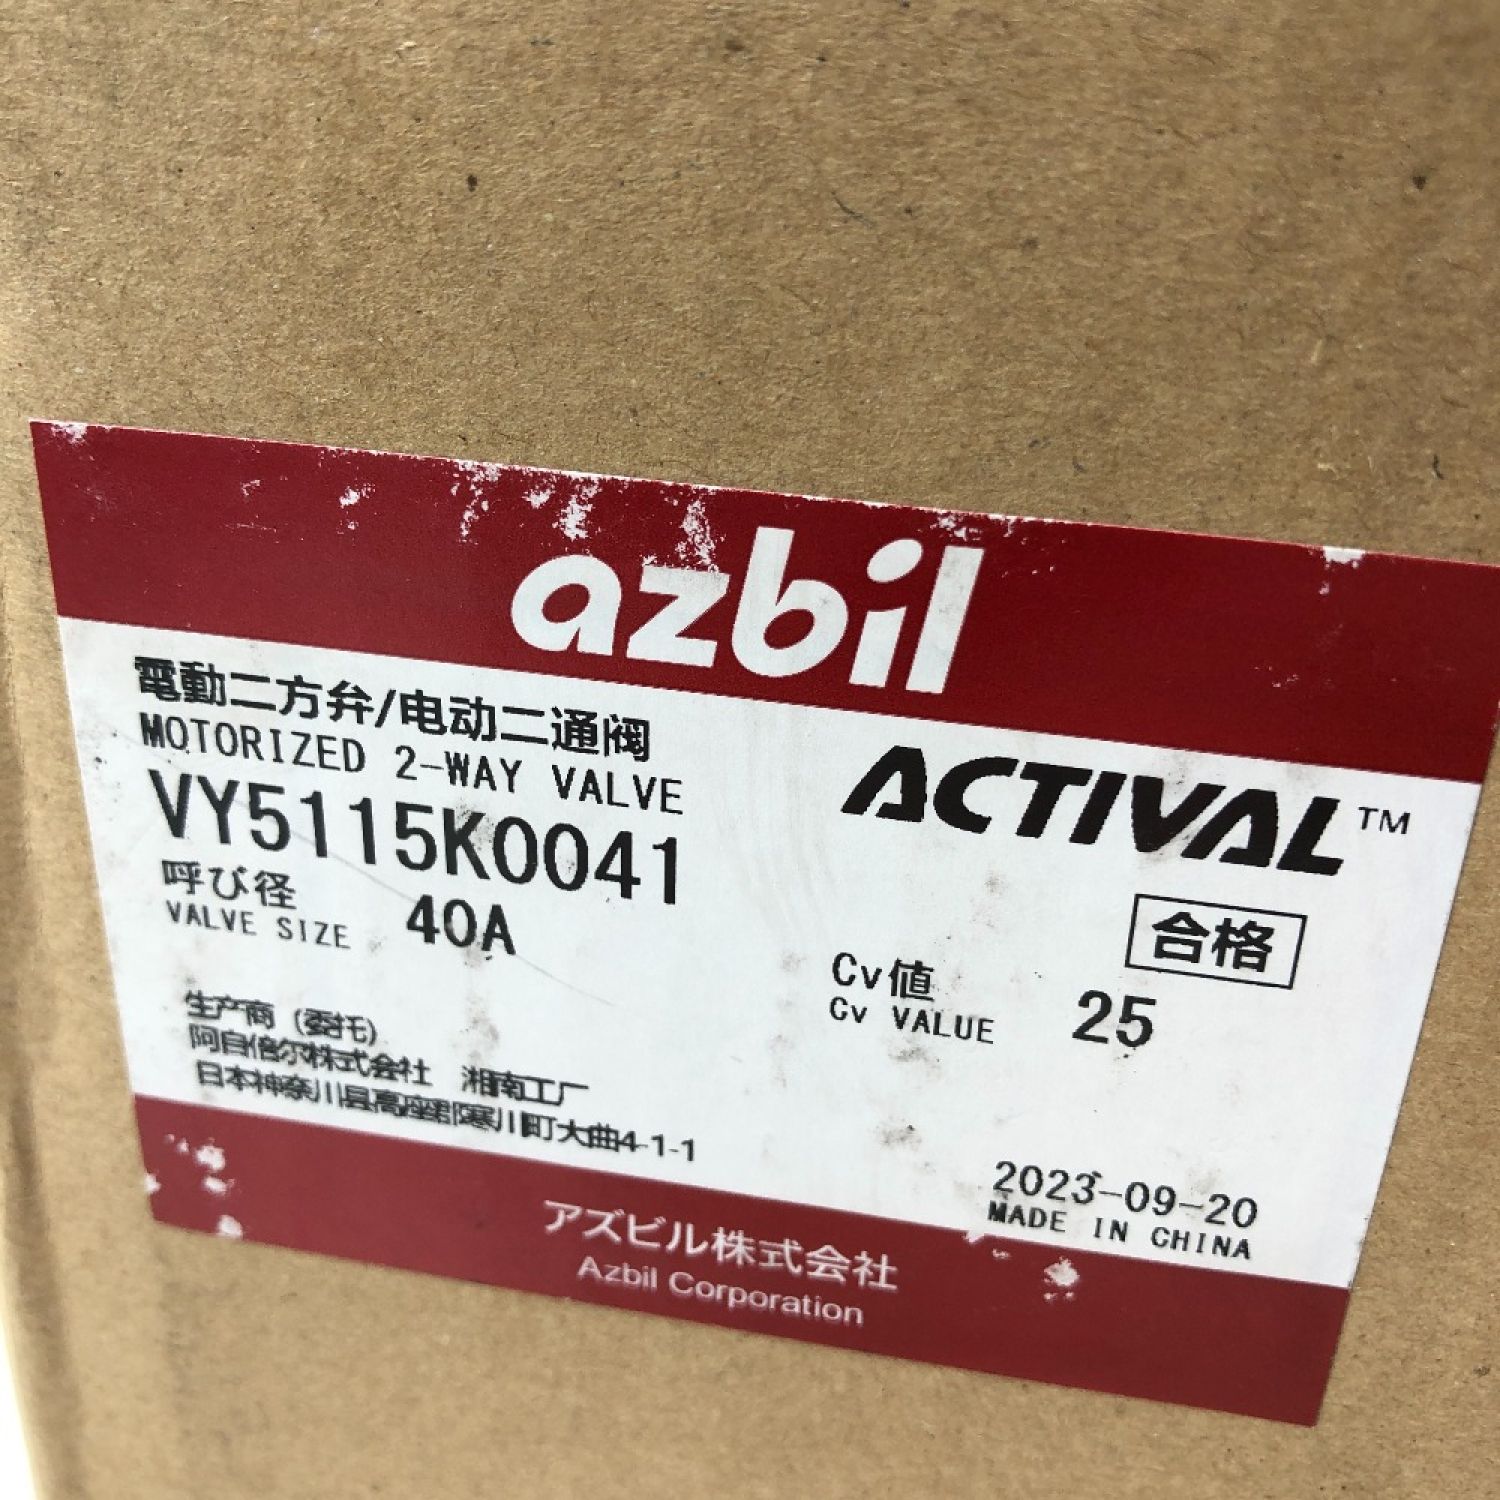 azbil
電動二方弁/电动二通阀
MOTORIZED 2-WAY VALVE
VY5115K0041
ACTIVAL™
呼び径
VALVE SIZE 40A
合格
Cv値
Cv VALUE 25
生产商 (委托)
阿自倍尔株式会社 湘南工厂
日本神奈川县高座郡寒川町大曲4-1-1
2023-09-20
MADE IN CHINA
アズビル株式会社
Azbil Corporation